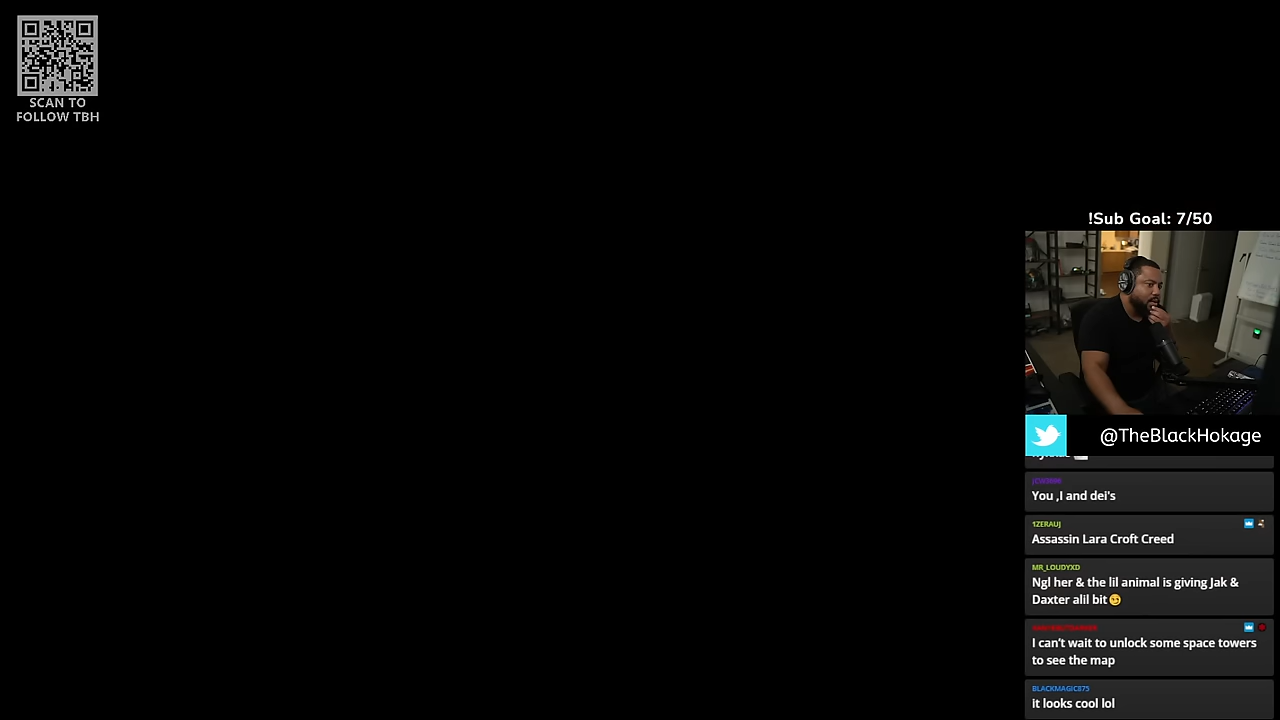 SCAN TO
FOLLOW TBH
!Sub Goal: 7/50
@TheBlackHokage
You ,I and dei's
1ZERAUJ
Assassin Lara Croft Creed
MR_LOUDYXD
Ngl her & the lil animal is giving Jak &
Daxter alil bit😏
I can't wait to unlock some space towers
to see the map
BLACKMAGIC875
it looks cool lol